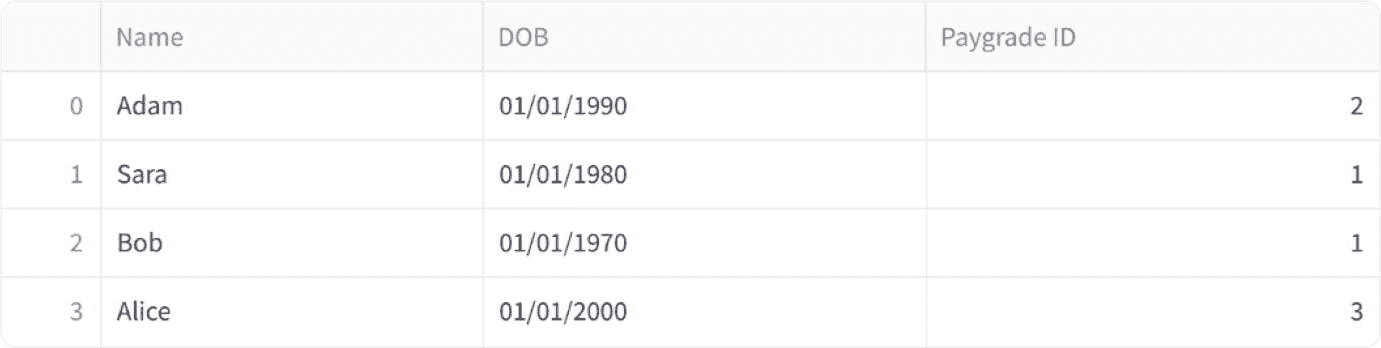 Name DOB Paygrade ID
0 Adam 01/01/1990 2
1 Sara 01/01/1980 1
2 Bob 01/01/1970 1
3 Alice 01/01/2000 3